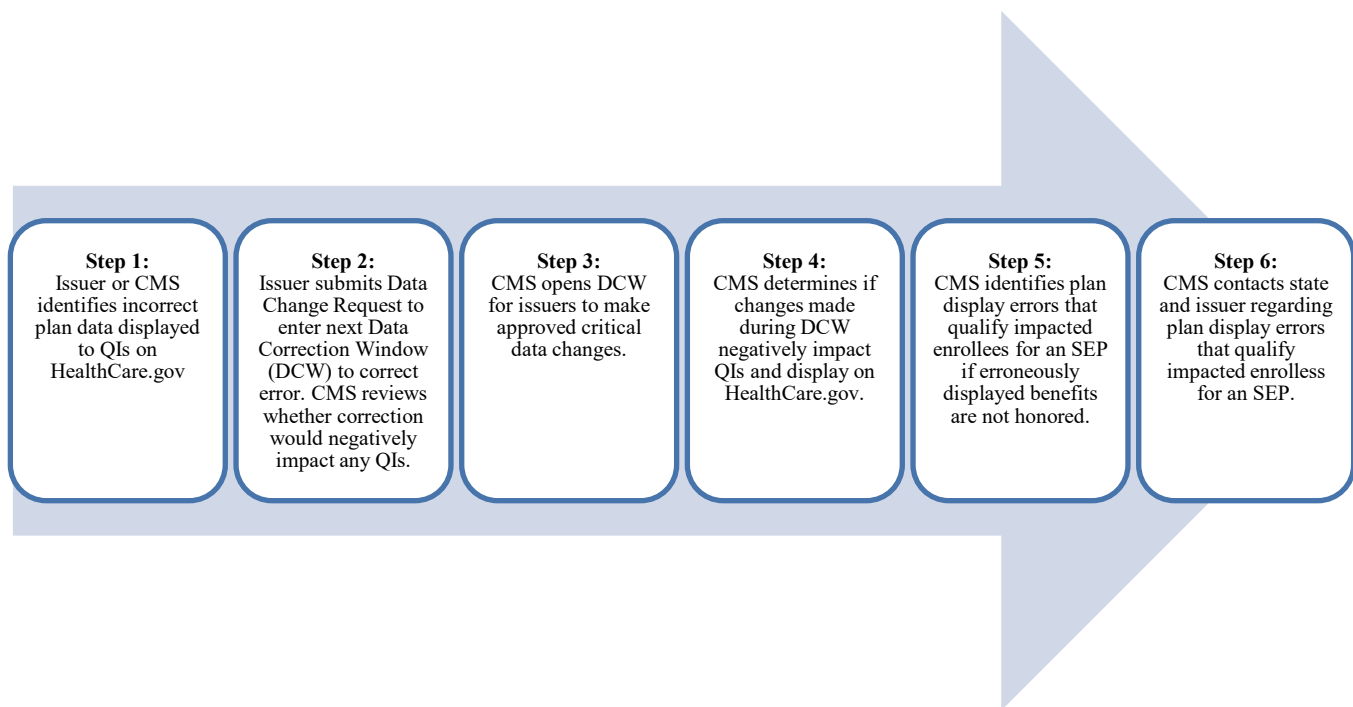 Step 1:
Issuer or CMS
identifies incorrect
plan data displayed
to QIs on
HealthCare.gov
Step 2:
Issuer submits Data
Change Request to
enter next Data
Correction Window
(DCW) to correct
error. CMS reviews
whether correction
would negatively
impact any QIs.
Step 3:
CMS opens DCW
for issuers to make
approved critical
data changes.
Step 4:
CMS determines if
changes made
during DCW
negatively impact
QIs and display on
HealthCare.gov.
Step 5:
CMS identifies plan
display errors that
qualify impacted
enrollees for an SEP
if erroneously
displayed benefits
are not honored.
Step 6:
CMS contacts state
and issuer regarding
plan display errors
that qualify
impacted enrolless
for an SEP.